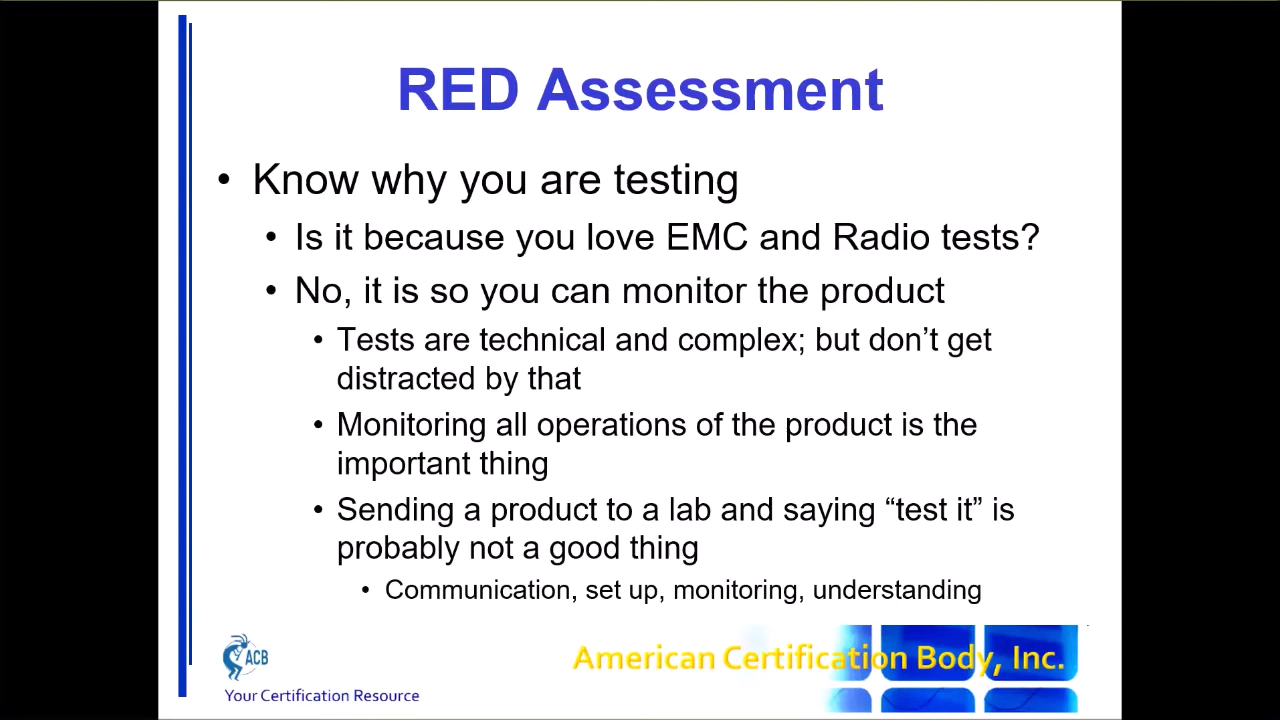 RED Assessment
• Know why you are testing
• Is it because you love EMC and Radio tests?
• No, it is so you can monitor the product
• Tests are technical and complex; but don’t get
distracted by that
• Monitoring all operations of the product is the
important thing
• Sending a product to a lab and saying “test it” is
probably not a good thing
• Communication, set up, monitoring, understanding
ACB
Your Certification Resource
American Certification Body, Inc.